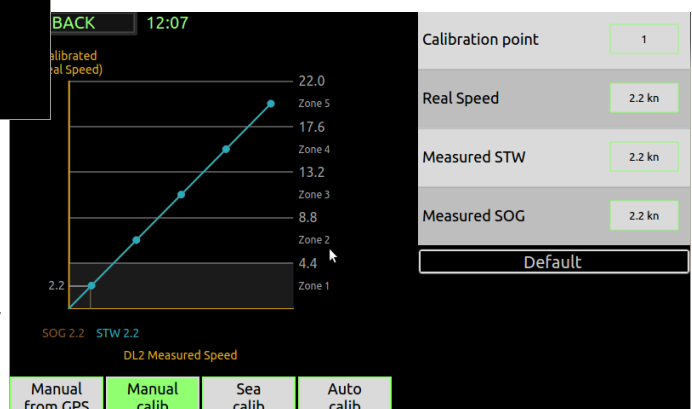 BACK 12:07
alibrated
al Speed)
22.0
Zone 5
17.6
Zone 4
13.2
Zone 3
8.8
Zone 2
4.4
2.2
Zone 1
SOG 2.2 STW 2.2
DL2 Measured Speed
Manual
from GPS
Manual
calib
Sea
calib
Auto
calib
Calibration point 1
Real Speed 2.2 kn
Measured STW 2.2 kn
Measured SOG 2.2 kn
Default